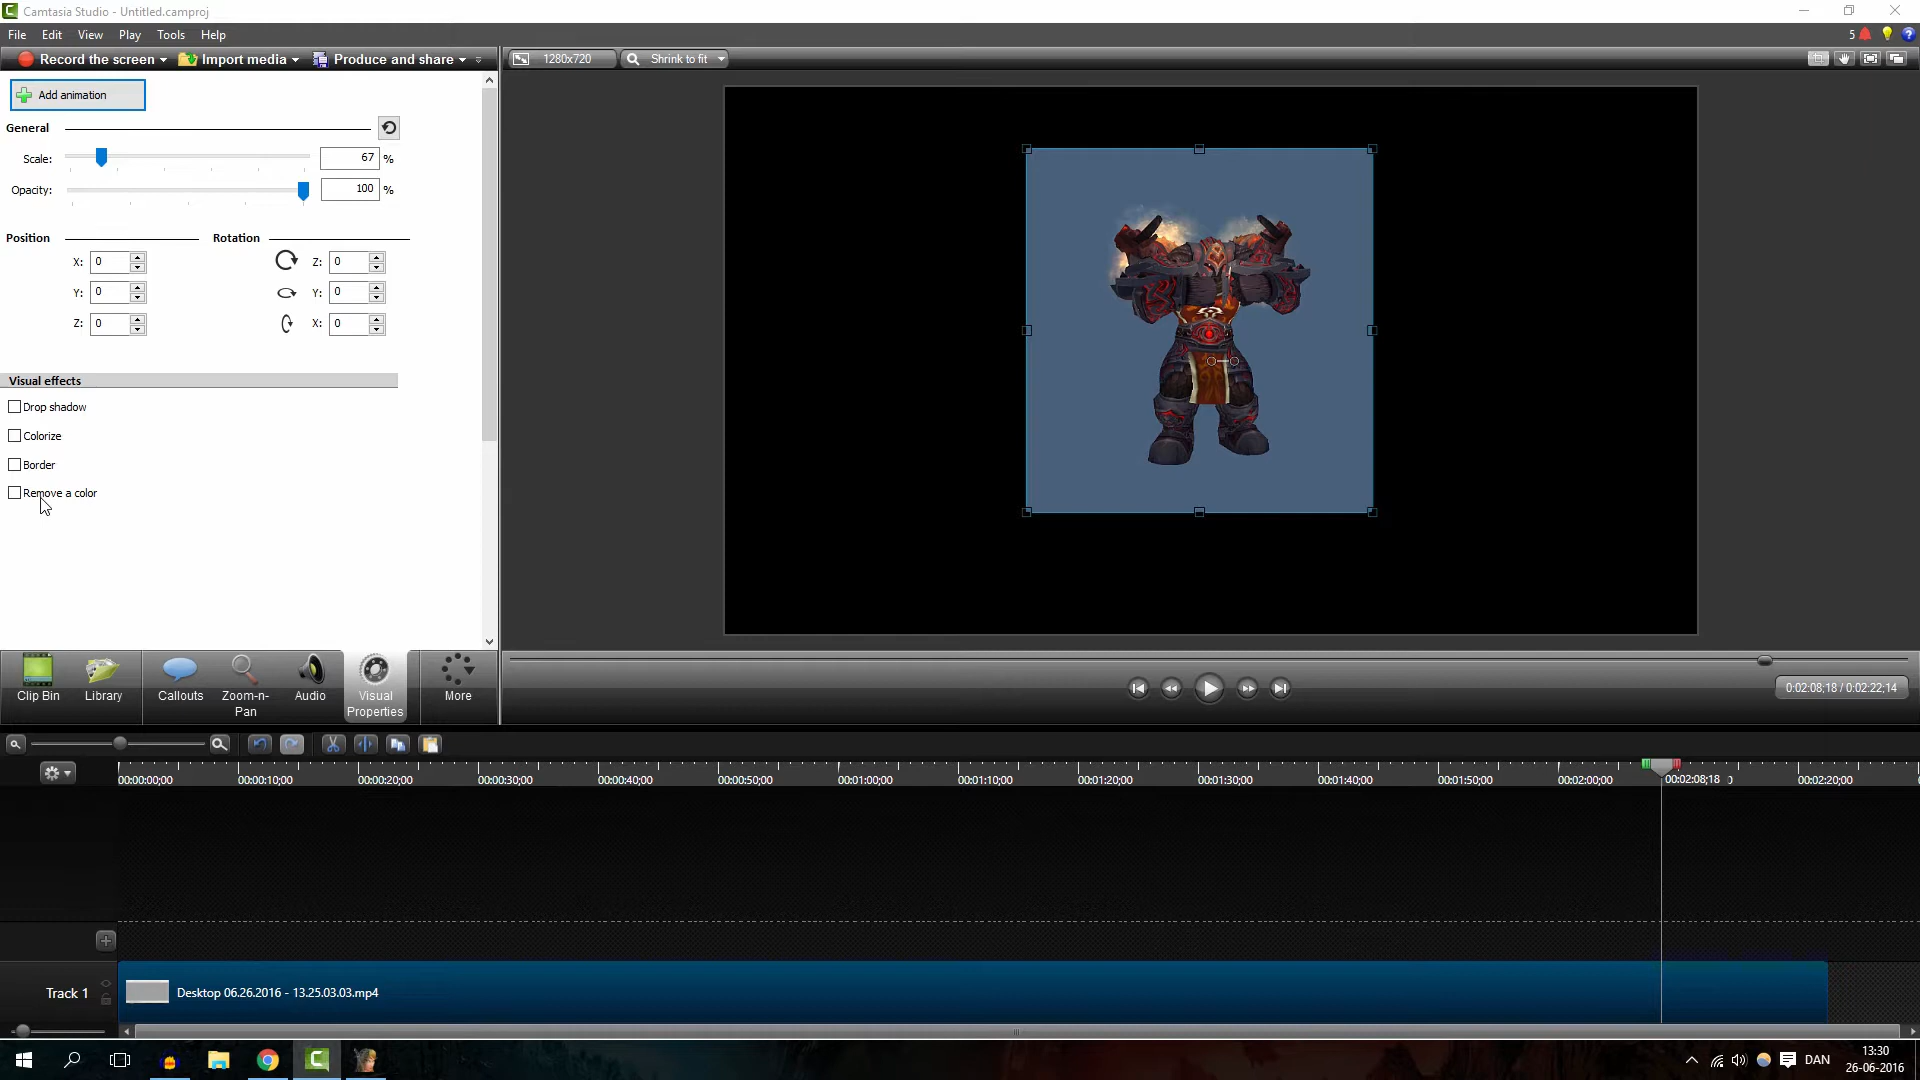 Camtasia Studio - Untitled.camproj
File Edit View Play Tools Help 5
Record the screen Import media Produce and share 1280x720 Shrink to fit
Add animation
General
Scale: 67 %
Opacity: 100 %
Position Rotation
X: 0 Z: 0
Y: 0 Y: 0
Z: 0 X: 0
Visual effects
Drop shadow
Colorize
Border
Remove a color
Clip Bin Library Callouts Zoom-n-Pan Audio Visual Properties More
0:02:08;18 / 0:02:22;14
00:00:00;00 00:00:10;00 00:00:20;00 00:00:30;00 00:00:40;00 00:00:50;00 00:01:00;00 00:01:10;00 00:01:20;00 00:01:30;00 00:01:40;00 00:01:50;00 00:02:00;00 00:02:08;18 00:02:20;00
Track 1 Desktop 06.26.2016 - 13.25.03.03.mp4
DAN 13:30
26-06-2016